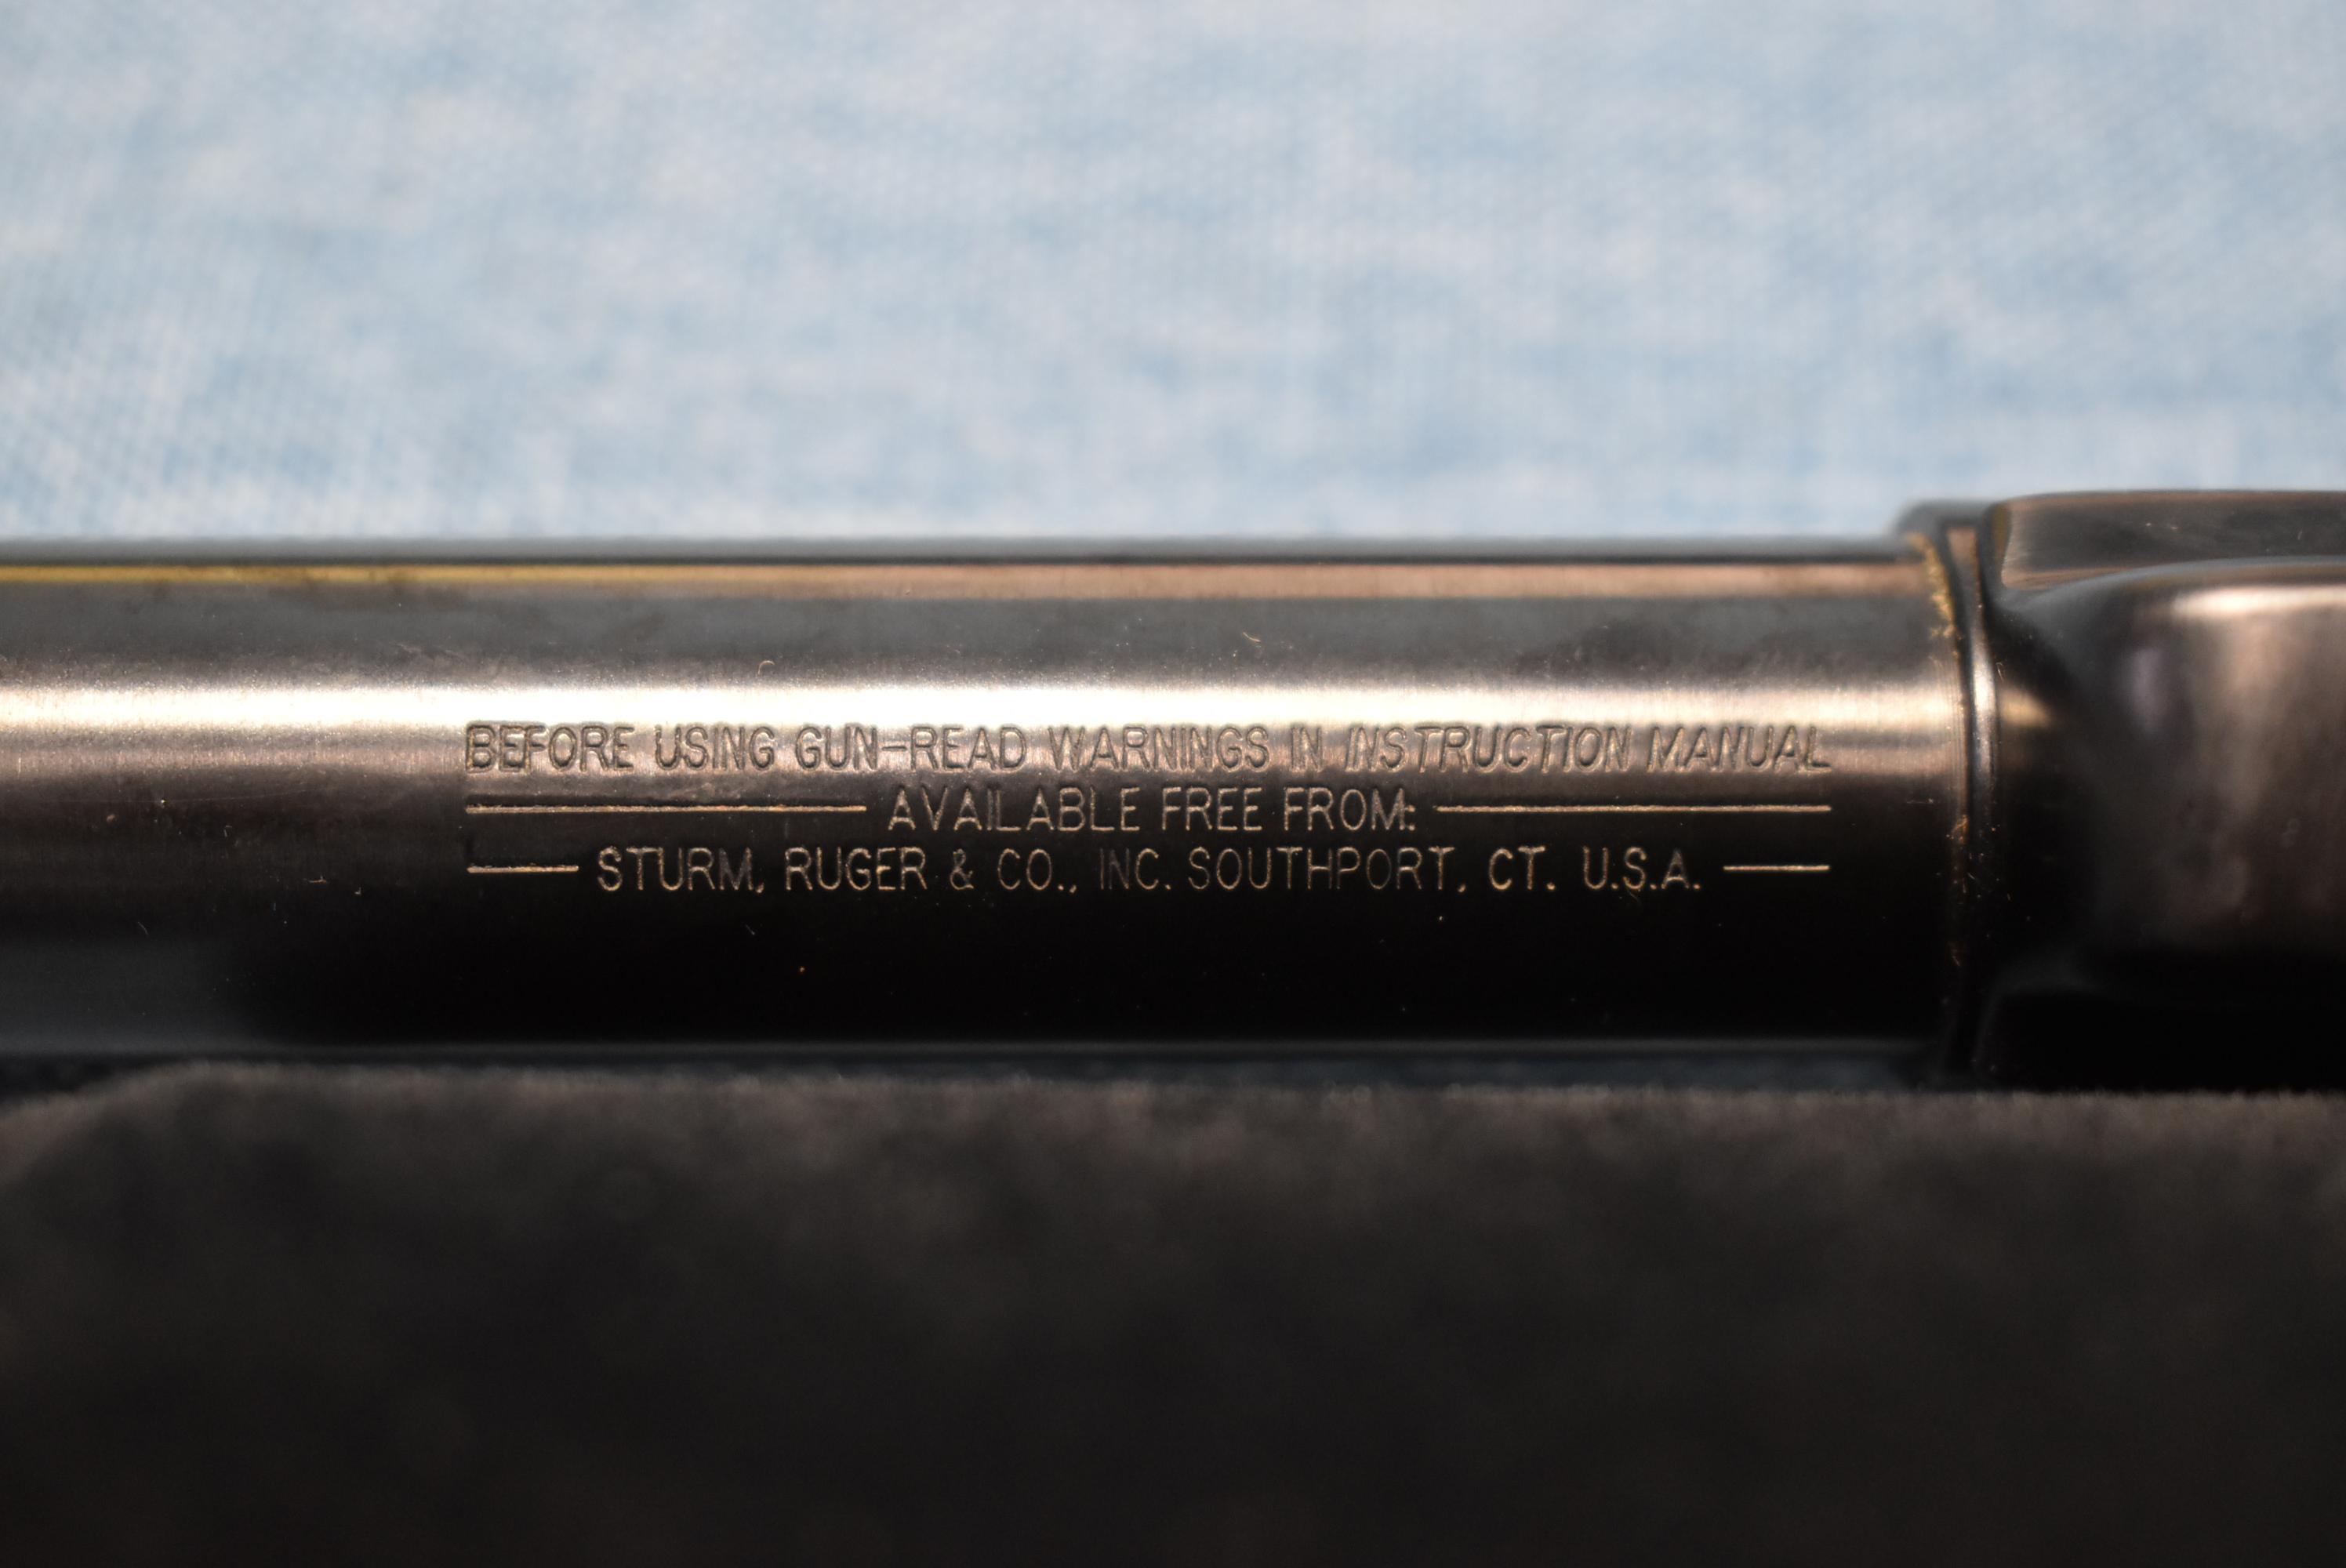 BEFORE USING GUN-READ WARNINGS IN INSTRUCTION MANUAL
AVAILABLE FREE FROM:
STURM, RUGER & CO., INC. SOUTHPORT, CT. U.S.A.